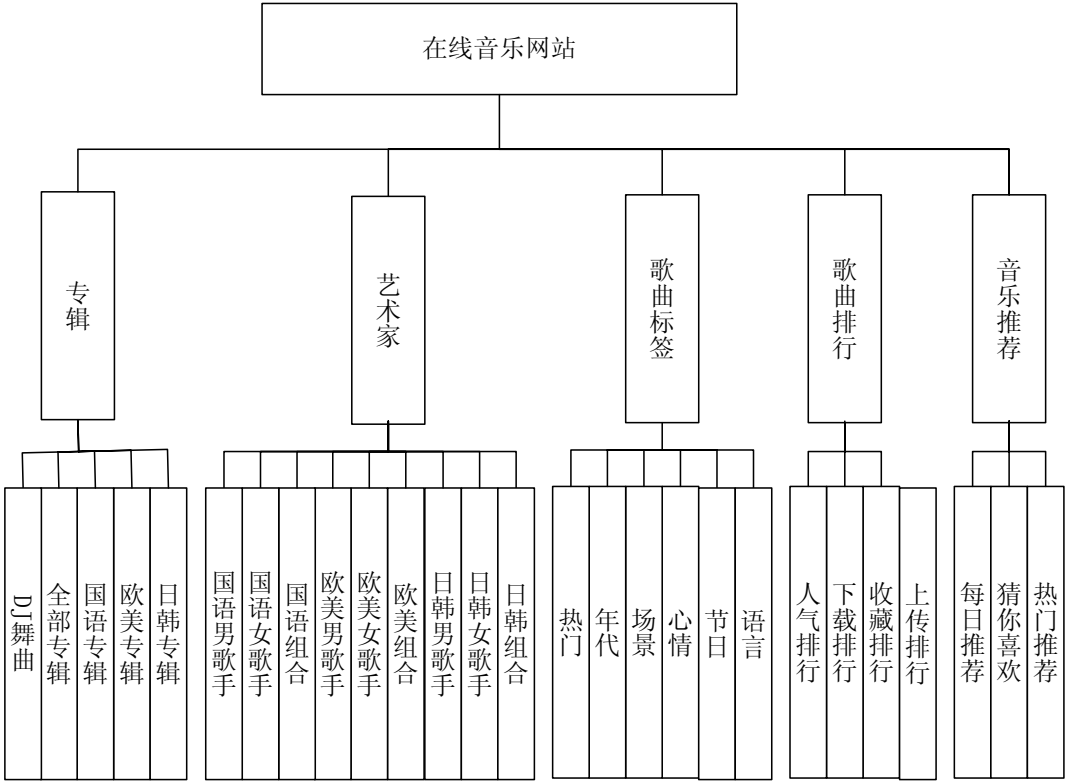 在线音乐网站
专辑
艺术家
歌曲标签
歌曲排行
音乐推荐
DJ舞曲
全部专辑
国语专辑
欧美专辑
日韩专辑
国语男歌手
国语女歌手
国语组合
欧美男歌手
欧美女歌手
欧美组合
日韩男歌手
日韩女歌手
日韩组合
热门
年代
场景
心情
节日
语言
人气排行
下载排行
收藏排行
上传排行
每日推荐
猜你喜欢
热门推荐